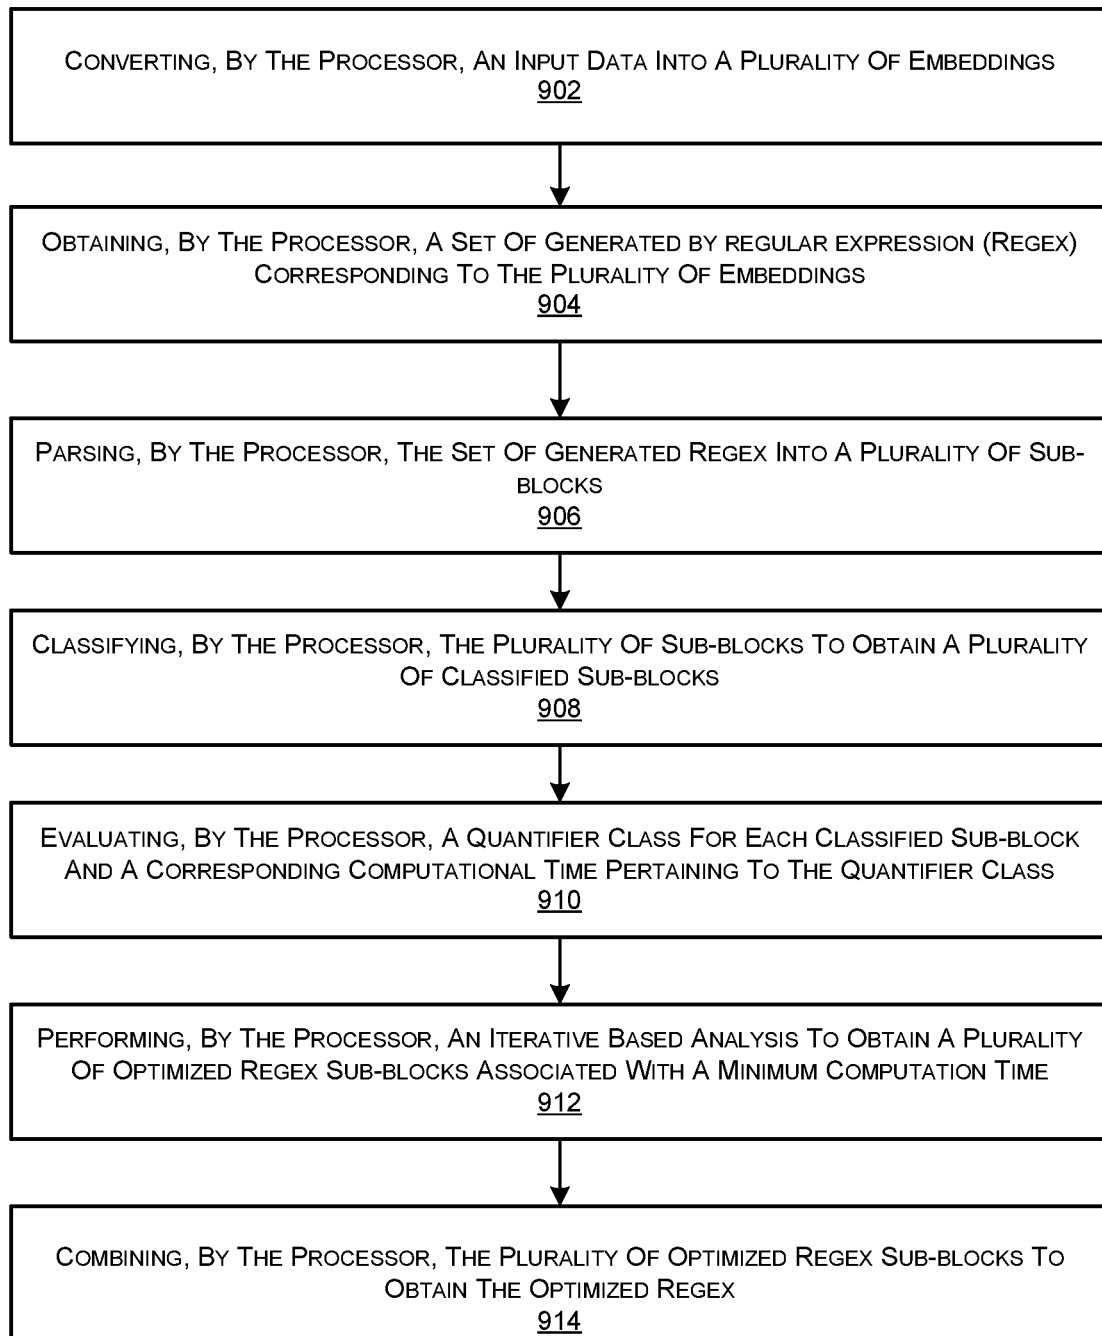 CONVERTING, BY THE PROCESSOR, AN INPUT DATA INTO A PLURALITY OF EMBEDDINGS
902
OBTAINING, BY THE PROCESSOR, A SET OF GENERATED BY REGULAR EXPRESSION (REGEX)
CORRESPONDING TO THE PLURALITY OF EMBEDDINGS
904
PARSING, BY THE PROCESSOR, THE SET OF GENERATED REGEX INTO A PLURALITY OF SUB-
BLOCKS
906
CLASSIFYING, BY THE PROCESSOR, THE PLURALITY OF SUB-BLOCKS TO OBTAIN A PLURALITY
OF CLASSIFIED SUB-BLOCKS
908
EVALUATING, BY THE PROCESSOR, A QUANTIFIER CLASS FOR EACH CLASSIFIED SUB-BLOCK
AND A CORRESPONDING COMPUTATIONAL TIME PERTAINING TO THE QUANTIFIER CLASS
910
PERFORMING, BY THE PROCESSOR, AN ITERATIVE BASED ANALYSIS TO OBTAIN A PLURALITY
OF OPTIMIZED REGEX SUB-BLOCKS ASSOCIATED WITH A MINIMUM COMPUTATION TIME
912
COMBINING, BY THE PROCESSOR, THE PLURALITY OF OPTIMIZED REGEX SUB-BLOCKS TO
OBTAIN THE OPTIMIZED REGEX
914